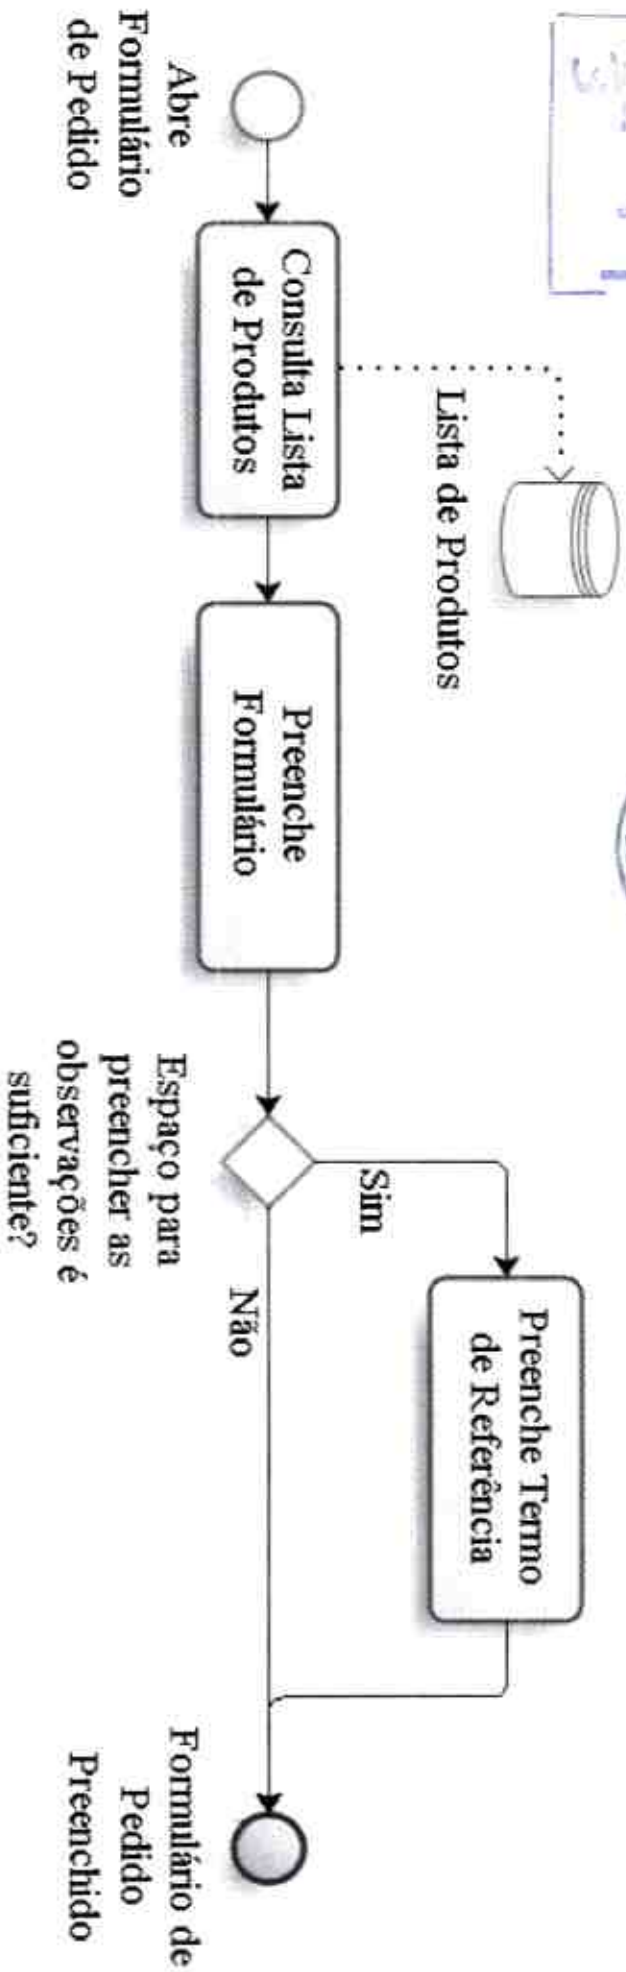 Abre
Formulário
de Pedido
Consulta Lista
de Produtos
Lista de Produtos
Preenche
Formulário
Espaço para
preencher as
observações é
suficiente?
Sim
Não
Preenche Termo
de Referência
Formulário de
Pedido
Preenchido